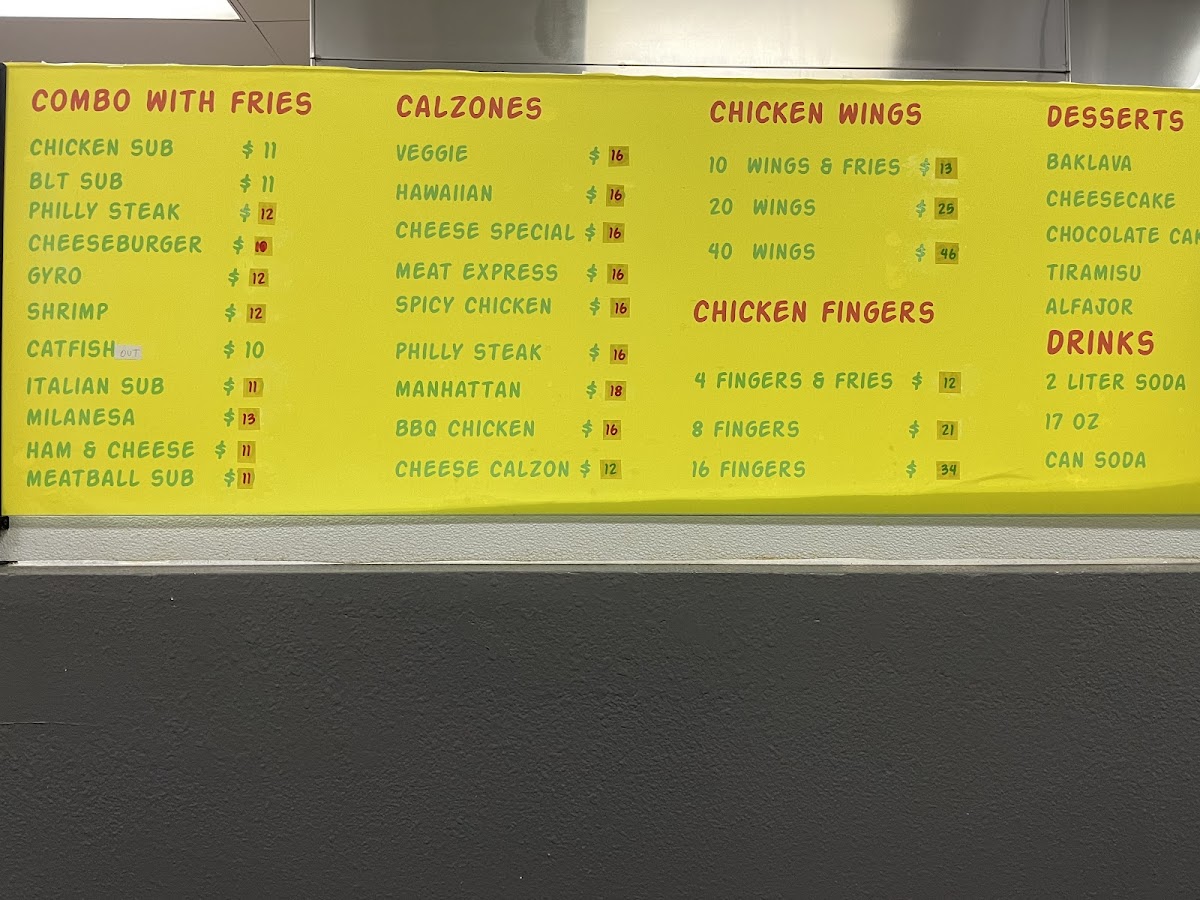 COMBO WITH FRIES
CHICKEN SUB $ 11
BLT SUB $ 11
PHILLY STEAK $ 12
CHEESEBURGER $ 10
GYRO $ 12
SHRIMP $ 12
CATFISH OUT $ 10
ITALIAN SUB $ 11
MILANESA $ 13
HAM & CHEESE $ 11
MEATBALL SUB $ 11
CALZONES
VEGGIE $ 16
HAWAIIAN $ 16
CHEESE SPECIAL $ 16
MEAT EXPRESS $ 16
SPICY CHICKEN $ 16
PHILLY STEAK $ 16
MANHATTAN $ 18
BBQ CHICKEN $ 16
CHEESE CALZON $ 12
CHICKEN WINGS
10 WINGS & FRIES $ 13
20 WINGS $ 25
40 WINGS $ 46
CHICKEN FINGERS
4 FINGERS & FRIES $ 12
8 FINGERS $ 21
16 FINGERS $ 34
DESSERTS
BAKLAVA
CHEESECAKE
CHOCOLATE CAK
TIRAMISU
ALFAJOR
DRINKS
2 LITER SODA
17 OZ
CAN SODA